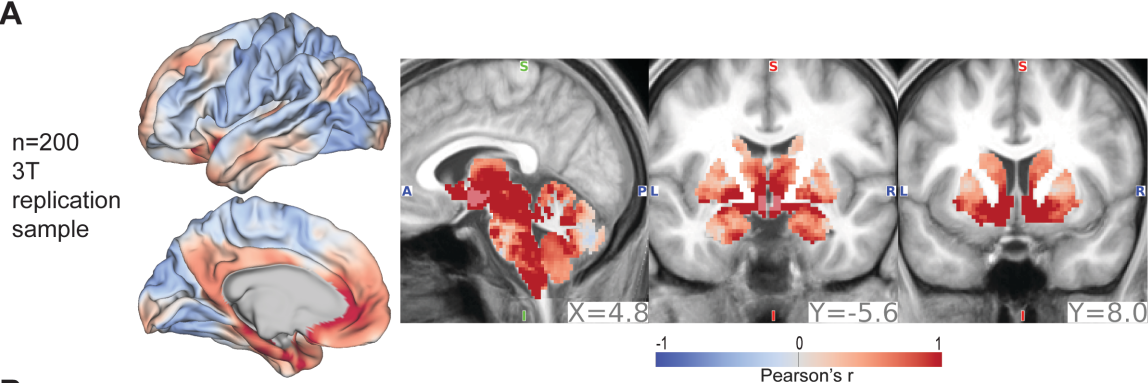 A
n=200
3T
replication
sample
S
A
P
I
X=4.8
S
L
R
I
Y=-5.6
S
L
R
I
Y=8.0
-1
0
1
Pearson's r